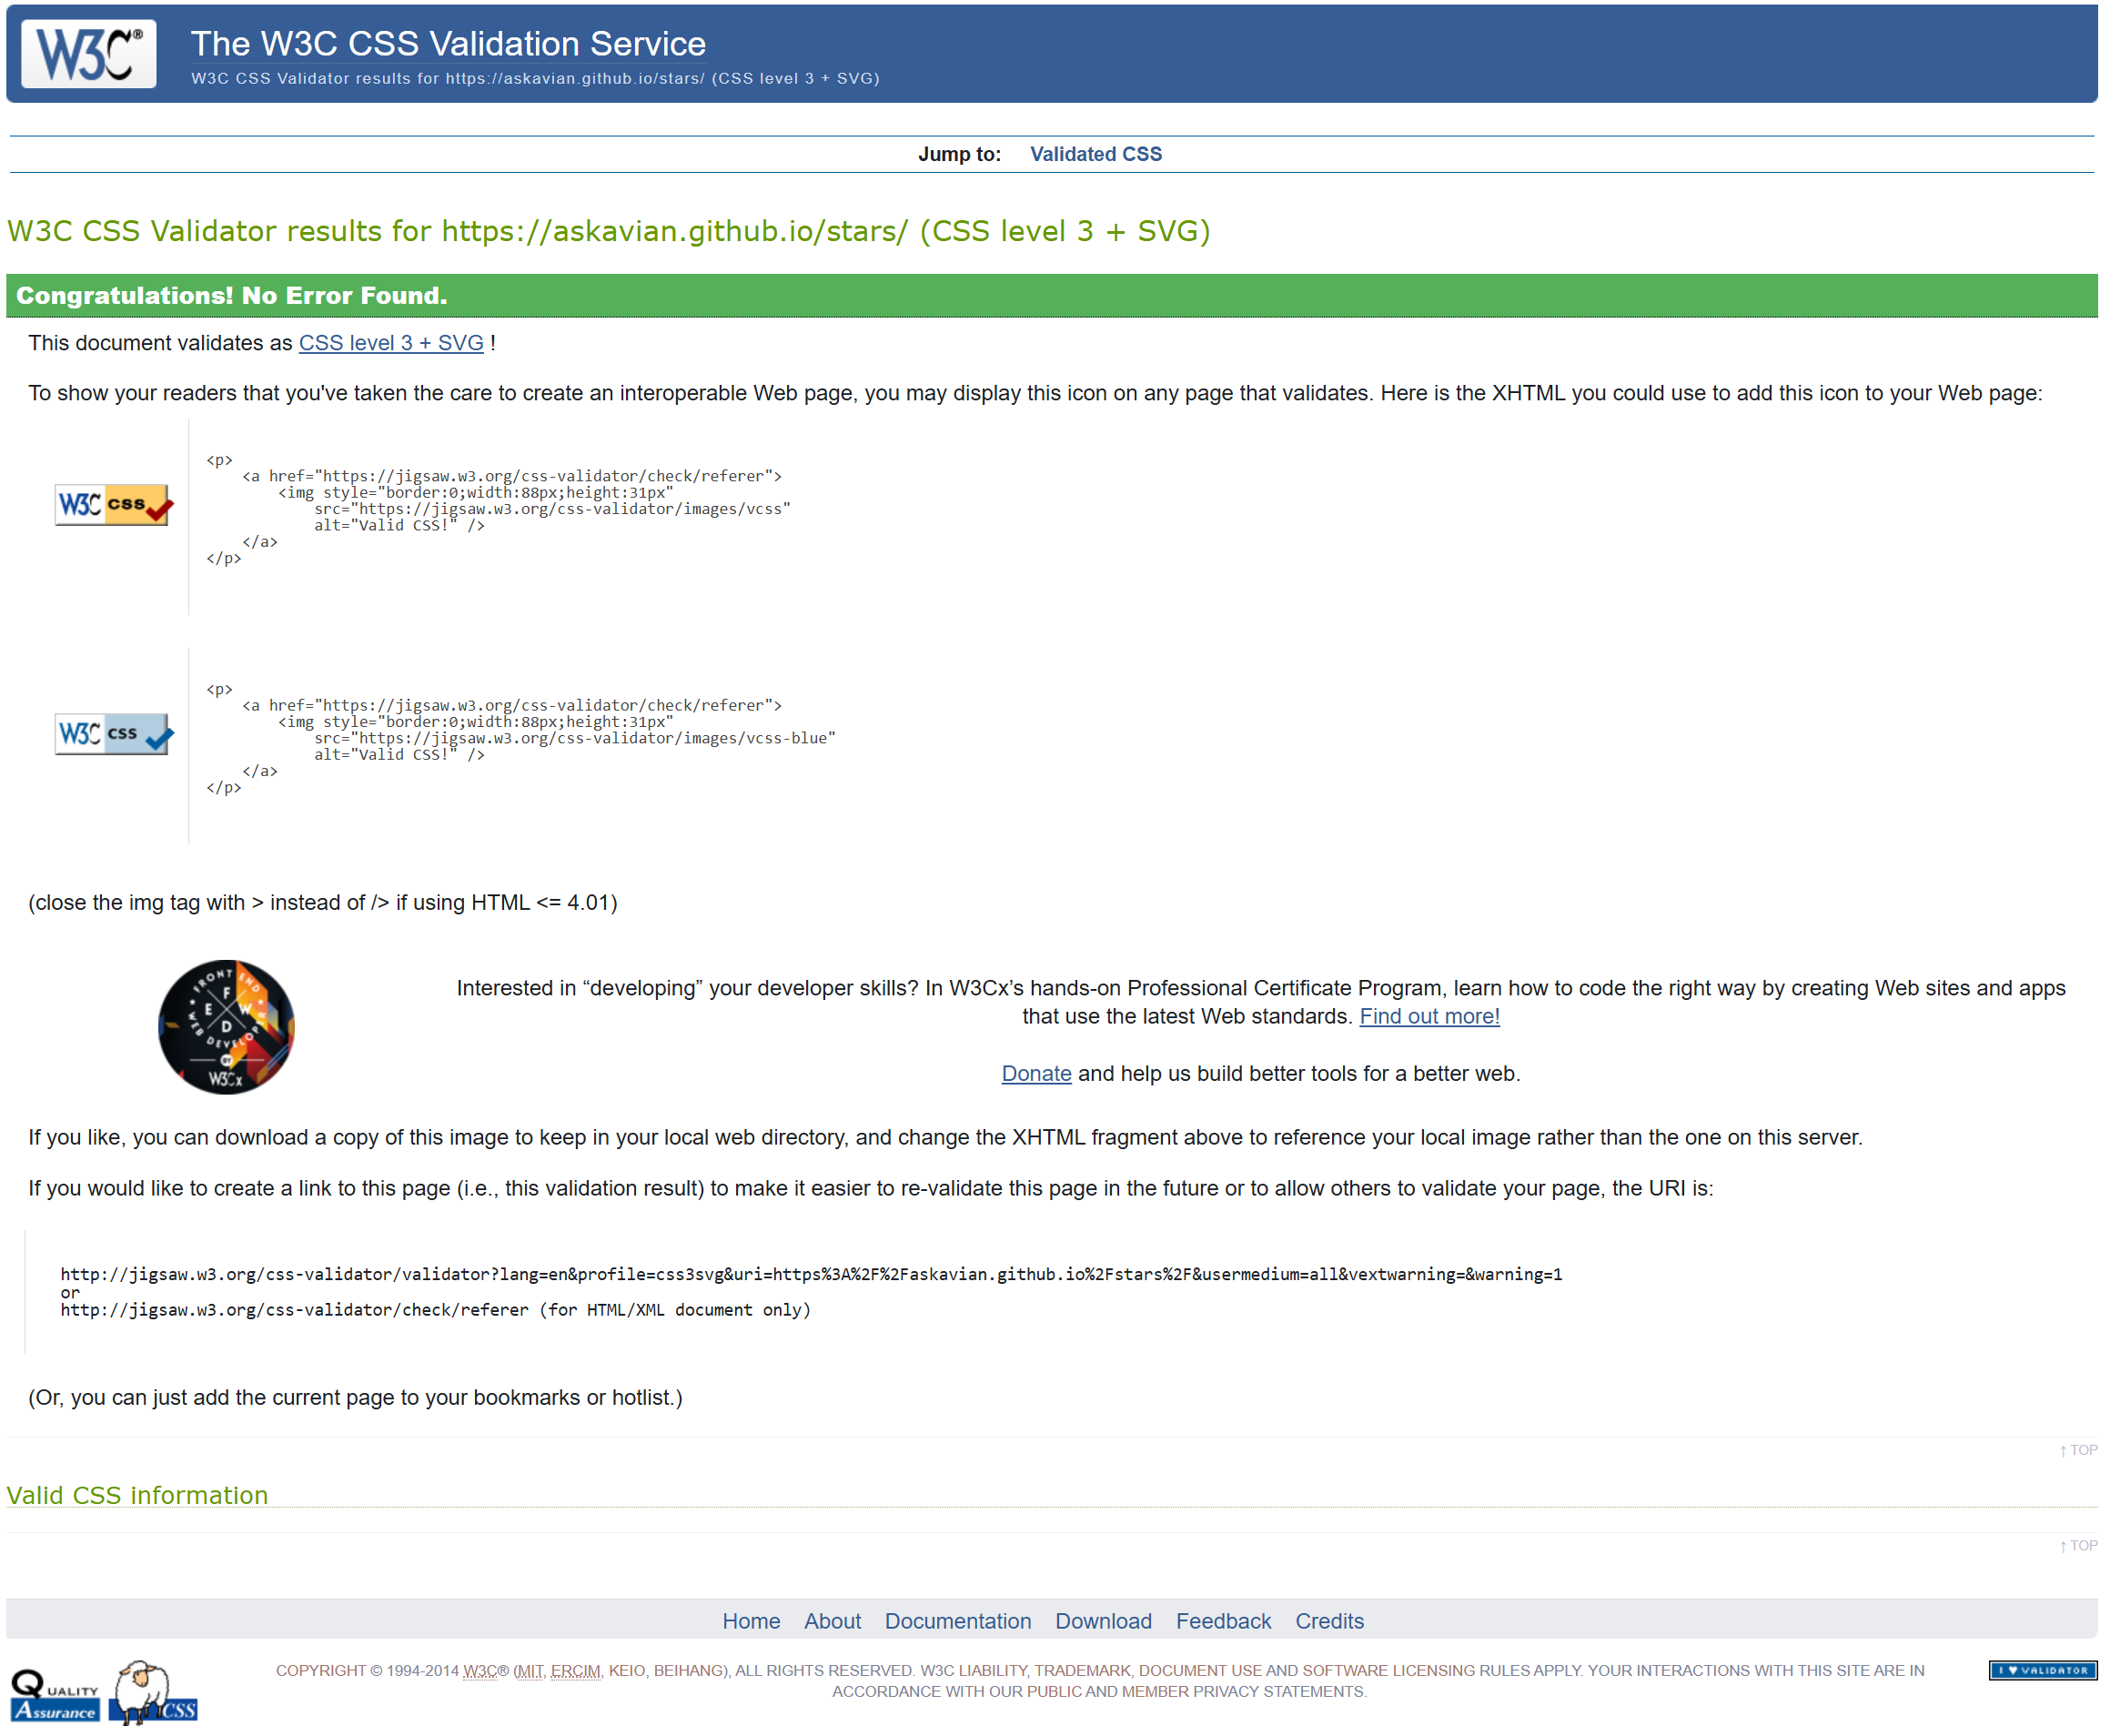 W3C®
The W3C CSS Validation Service
W3C CSS Validator results for https://askavian.github.io/stars/ (CSS level 3 + SVG)
Jump to: Validated CSS
W3C CSS Validator results for https://askavian.github.io/stars/ (CSS level 3 + SVG)
Congratulations! No Error Found.
This document validates as CSS level 3 + SVG !
To show your readers that you've taken the care to create an interoperable Web page, you may display this icon on any page that validates. Here is the XHTML you could use to add this icon to your Web page:
W3C css
<p>
    <a href="https://jigsaw.w3.org/css-validator/check/referer">
        <img style="border:0;width:88px;height:31px"
            src="https://jigsaw.w3.org/css-validator/images/vcss"
            alt="Valid CSS!" />
    </a>
</p>
W3C css
<p>
    <a href="https://jigsaw.w3.org/css-validator/check/referer">
        <img style="border:0;width:88px;height:31px"
            src="https://jigsaw.w3.org/css-validator/images/vcss-blue"
            alt="Valid CSS!" />
    </a>
</p>
(close the img tag with > instead of /> if using HTML <= 4.01)
FRONT END
F
E W
D
WEB DEVELOPER
BY
W3Cx
Interested in “developing” your developer skills? In W3Cx’s hands-on Professional Certificate Program, learn how to code the right way by creating Web sites and apps
that use the latest Web standards. Find out more!
Donate and help us build better tools for a better web.
If you like, you can download a copy of this image to keep in your local web directory, and change the XHTML fragment above to reference your local image rather than the one on this server.
If you would like to create a link to this page (i.e., this validation result) to make it easier to re-validate this page in the future or to allow others to validate your page, the URI is:
http://jigsaw.w3.org/css-validator/validator?lang=en&profile=css3svg&uri=https%3A%2F%2Faskavian.github.io%2Fstars%2F&usermedium=all&vextwarning=&warning=1
or
http://jigsaw.w3.org/css-validator/check/referer (for HTML/XML document only)
(Or, you can just add the current page to your bookmarks or hotlist.)
↑ TOP
Valid CSS information
↑ TOP
Home About Documentation Download Feedback Credits
QUALITY
Assurance
CSS
COPYRIGHT © 1994-2014 W3C® (MIT, ERCIM, KEIO, BEIHANG), ALL RIGHTS RESERVED. W3C LIABILITY, TRADEMARK, DOCUMENT USE AND SOFTWARE LICENSING RULES APPLY. YOUR INTERACTIONS WITH THIS SITE ARE IN
ACCORDANCE WITH OUR PUBLIC AND MEMBER PRIVACY STATEMENTS.
I ♥ VALIDATOR